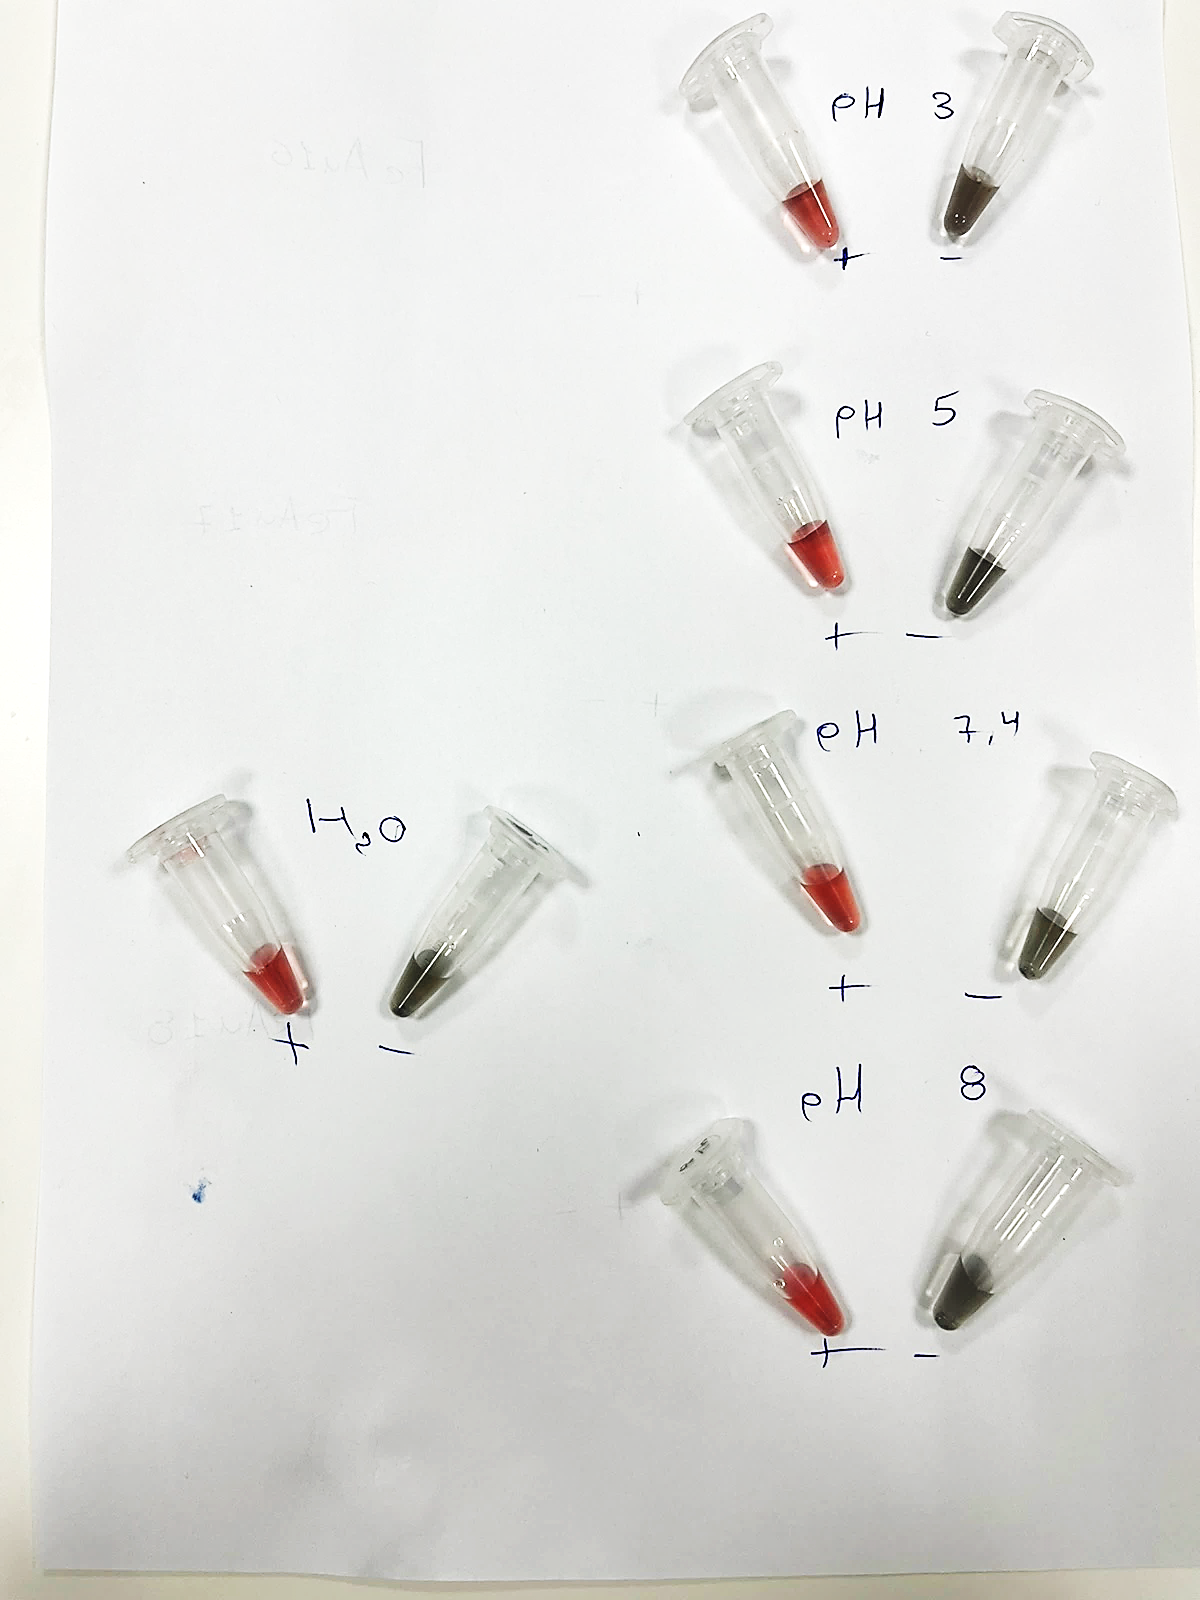 pH 3
+ -
pH 5
+ -
pH 7,4
+ -
H₂O
+ -
pH 8
+ -